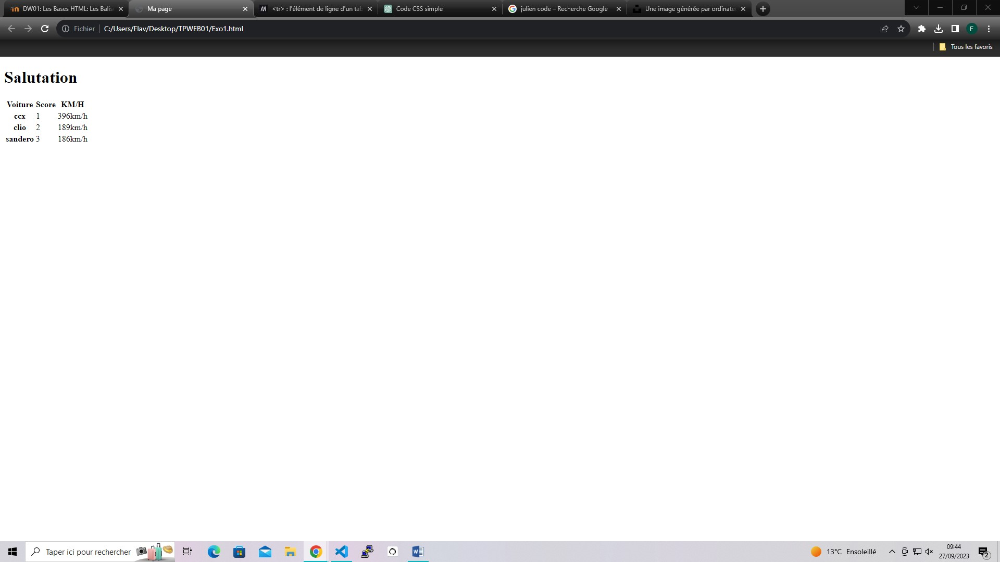 DW01: Les Bases HTML: Les Balis
Ma page
<tr> : l'élément de ligne d'un tab
Code CSS simple
julien code – Recherche Google
Une image générée par ordinate
Fichier
C:/Users/Flav/Desktop/TPWEB01/Exo1.html
F
Tous les favoris
Salutation
Voiture Score KM/H
ccx 1 396km/h
clio 2 189km/h
sandero 3 186km/h
Taper ici pour rechercher
13°C Ensoleillé
09:44
27/09/2023
2